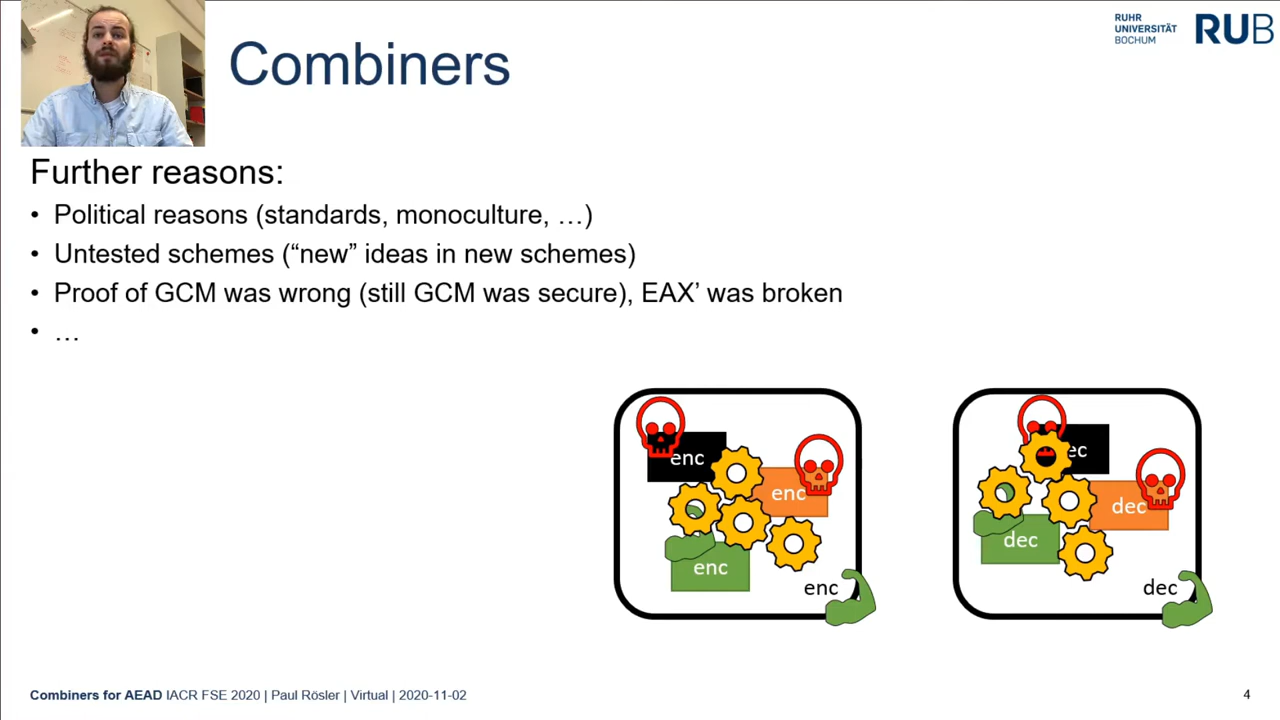 RUHR
UNIVERSITÄT
BOCHUM
RUB
Combiners
Further reasons:
• Political reasons (standards, monoculture, …)
• Untested schemes (“new” ideas in new schemes)
• Proof of GCM was wrong (still GCM was secure), EAX’ was broken
• …
enc
enc
enc
enc
ec
dec
dec
dec
Combiners for AEAD IACR FSE 2020 | Paul Rösler | Virtual | 2020-11-02
4